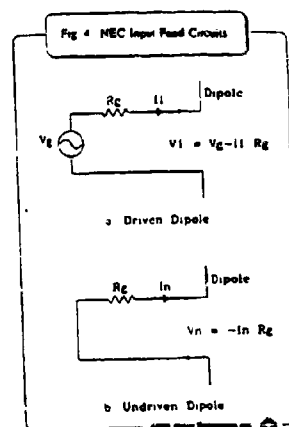 Fig 4 NEC Input Feed Circuits
Dipole
Rg I1
Vg
V1 = Vg-I1 Rg
a Driven Dipole
Rg In
Dipole
Vn = -In Rg
b Undriven Dipole